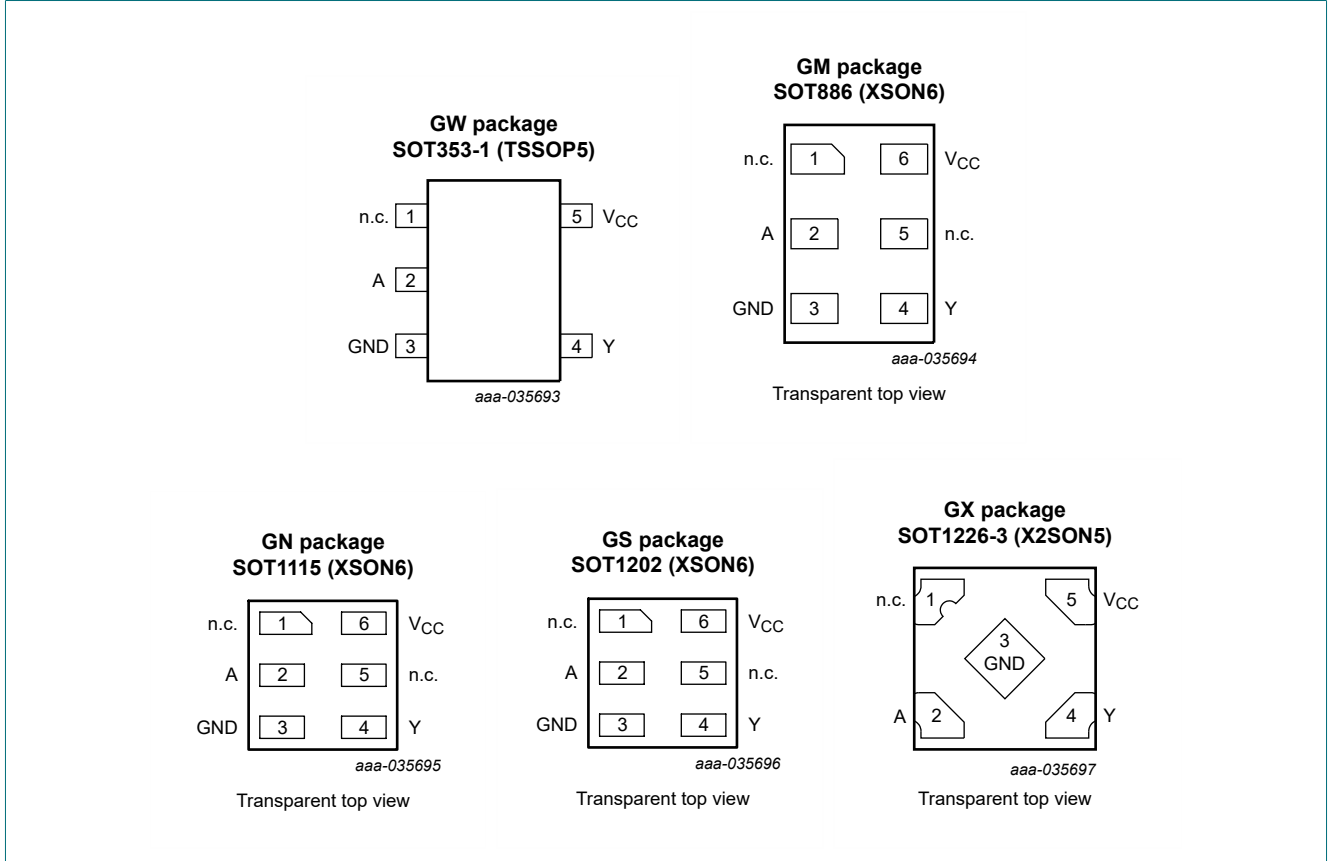 GW package
SOT353-1 (TSSOP5)
n.c. 1
5 VCC
A 2
GND 3
4 Y
aaa-035693
GM package
SOT886 (XSON6)
n.c. 1 6 VCC
A 2 5 n.c.
GND 3 4 Y
aaa-035694
Transparent top view
GN package
SOT1115 (XSON6)
n.c. 1 6 VCC
A 2 5 n.c.
GND 3 4 Y
aaa-035695
Transparent top view
GS package
SOT1202 (XSON6)
n.c. 1 6 VCC
A 2 5 n.c.
GND 3 4 Y
aaa-035696
Transparent top view
GX package
SOT1226-3 (X2SON5)
n.c. 1 5 VCC
3
GND
A 2 4 Y
aaa-035697
Transparent top view